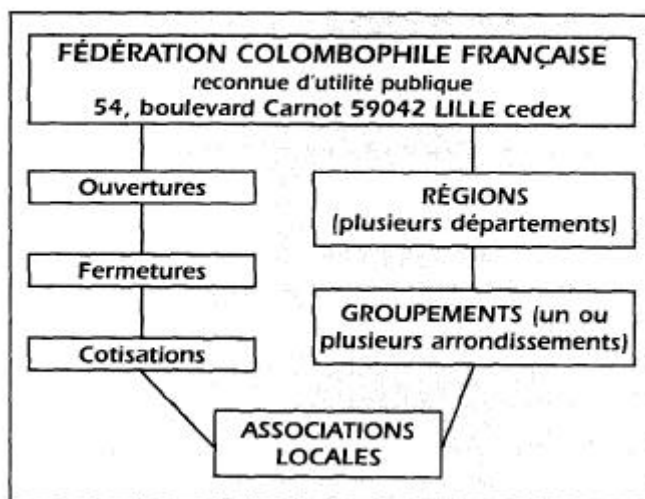 FÉDÉRATION COLOMBOPHILE FRANÇAISE
reconnue d'utilité publique
54, boulevard Carnot 59042 LILLE cedex
Ouvertures
Fermetures
Cotisations
RÉGIONS
(plusieurs départements)
GROUPEMENTS (un ou
plusieurs arrondissements)
ASSOCIATIONS
LOCALES